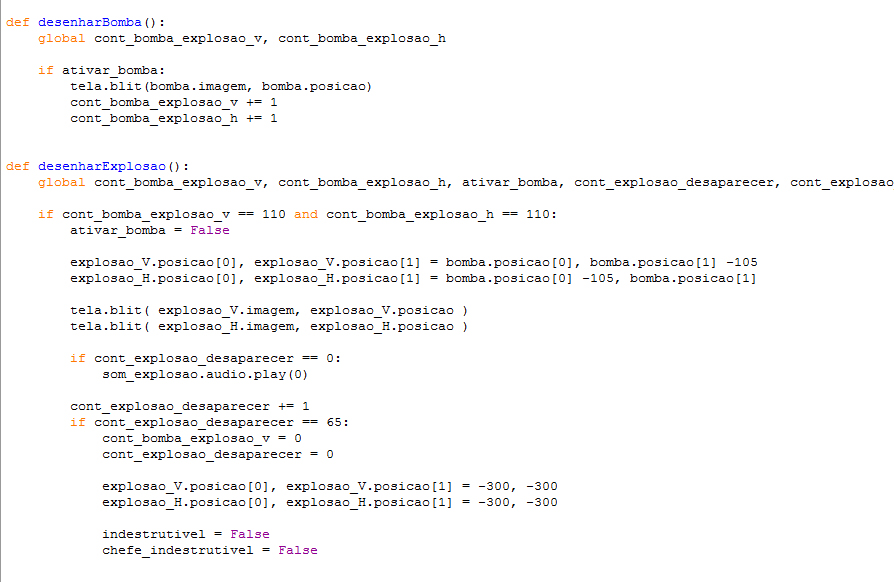 def desenharBomba():
    global cont_bomba_explosao_v, cont_bomba_explosao_h
    if ativar_bomba:
        tela.blit(bomba.imagem, bomba.posicao)
        cont_bomba_explosao_v += 1
        cont_bomba_explosao_h += 1
def desenharExplosao():
    global cont_bomba_explosao_v, cont_bomba_explosao_h, ativar_bomba, cont_explosao_desaparecer, cont_explosao
    if cont_bomba_explosao_v == 110 and cont_bomba_explosao_h == 110:
        ativar_bomba = False
        explosao_V.posicao[0], explosao_V.posicao[1] = bomba.posicao[0], bomba.posicao[1] -105
        explosao_H.posicao[0], explosao_H.posicao[1] = bomba.posicao[0] -105, bomba.posicao[1]
        tela.blit( explosao_V.imagem, explosao_V.posicao )
        tela.blit( explosao_H.imagem, explosao_H.posicao )
        if cont_explosao_desaparecer == 0:
            som_explosao.audio.play(0)
        cont_explosao_desaparecer += 1
        if cont_explosao_desaparecer == 65:
            cont_bomba_explosao_v = 0
            cont_explosao_desaparecer = 0
            explosao_V.posicao[0], explosao_V.posicao[1] = -300, -300
            explosao_H.posicao[0], explosao_H.posicao[1] = -300, -300
            indestrutivel = False
            chefe_indestrutivel = False